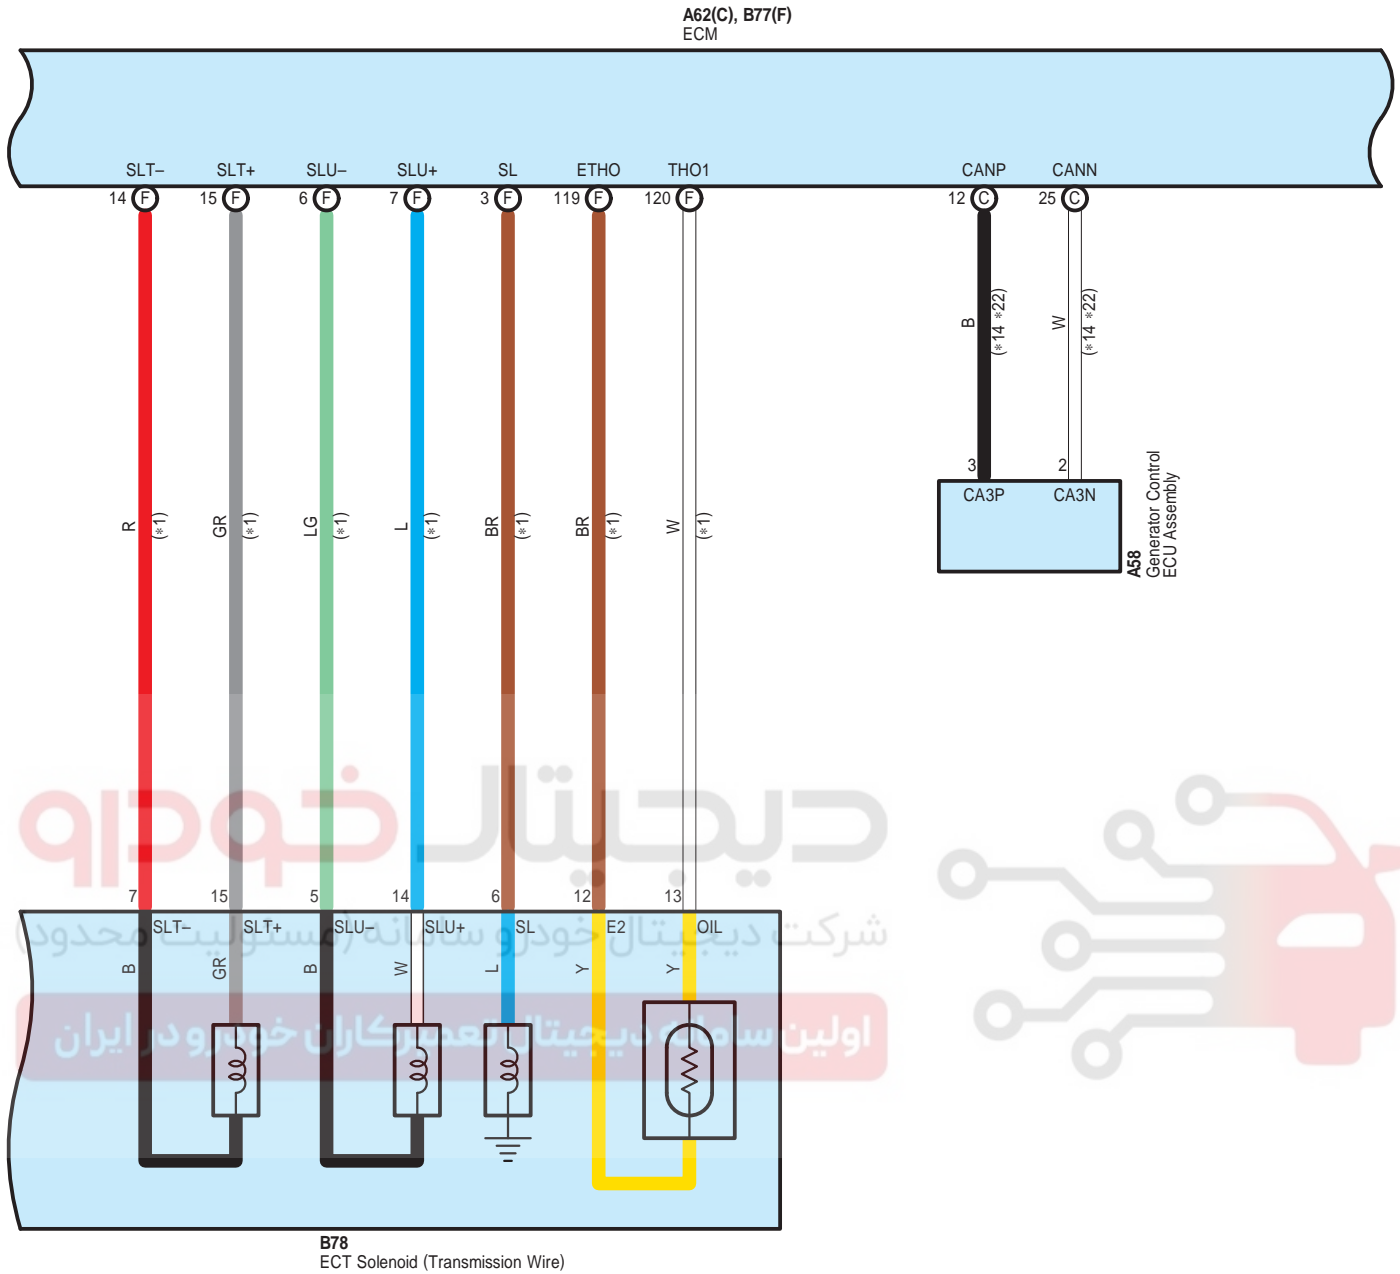 A62(C), B77(F)
ECM
SLT– SLT+ SLU– SLU+ SL ETHO THO1 CANP CANN
14 F 15 F 6 F 7 F 3 F 119 F 120 F 12 C 25 C
B (*14 *22) W (*14 *22)
3 2
CA3P CA3N
A58
Generator Control
ECU Assembly
R (*1) GR (*1) LG (*1) L (*1) BR (*1) BR (*1) W (*1)
دیجیتال خودرو
7 15 5 14 6 12 13
SLT– SLT+ SLU– SLU+ SL E2 OIL
شرکت دیجیتال خودرو سامانه (مسئولیت محدود)
B GR B W L Y Y
اولین سامانه دیجیتال تعمیرکاران خودرو در ایران
B78
ECT Solenoid (Transmission Wire)